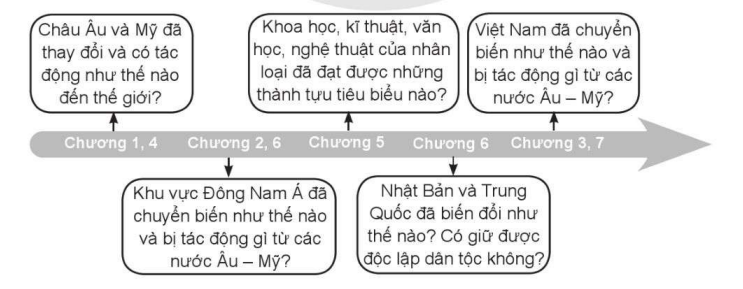 Châu Âu và Mỹ đã
thay đổi và có tác
động như thế nào
đến thế giới?
Khoa học, kĩ thuật, văn
học, nghệ thuật của nhân
loại đã đạt được những
thành tựu tiêu biểu nào?
Việt Nam đã chuyển
biến như thế nào và
bị tác động gì từ các
nước Âu – Mỹ?
Chương 1, 4
Chương 2, 6
Chương 5
Chương 6
Chương 3, 7
Khu vực Đông Nam Á đã
chuyển biến như thế nào
và bị tác động gì từ các
nước Âu – Mỹ?
Nhật Bản và Trung
Quốc đã biến đổi như
thế nào? Có giữ được
độc lập dân tộc không?